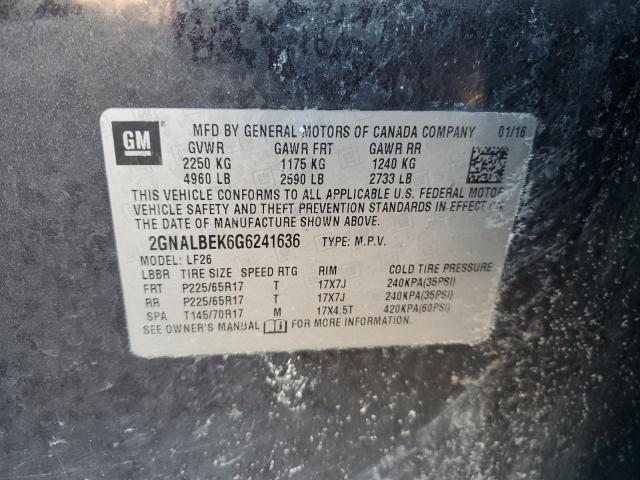 GM
MFD BY GENERAL MOTORS OF CANADA COMPANY 01/16
GVWR GAWR FRT GAWR RR
2250 KG 1175 KG 1240 KG
4960 LB 2590 LB 2733 LB
THIS VEHICLE CONFORMS TO ALL APPLICABLE U.S. FEDERAL MOTOR
VEHICLE SAFETY AND THEFT PREVENTION STANDARDS IN EFFECT ON
THE DATE OF MANUFACTURE SHOWN ABOVE.
2GNALBEK6G6241636 TYPE: M.P.V.
MODEL: LF26
LBBR TIRE SIZE SPEED RTG RIM COLD TIRE PRESSURE
FRT P225/65R17 T 17X7J 240KPA(35PSI)
RR P225/65R17 T 17X7J 240KPA(35PSI)
SPA T145/70R17 M 17X4.5T 420KPA(60PSI)
SEE OWNER'S MANUAL FOR MORE INFORMATION.